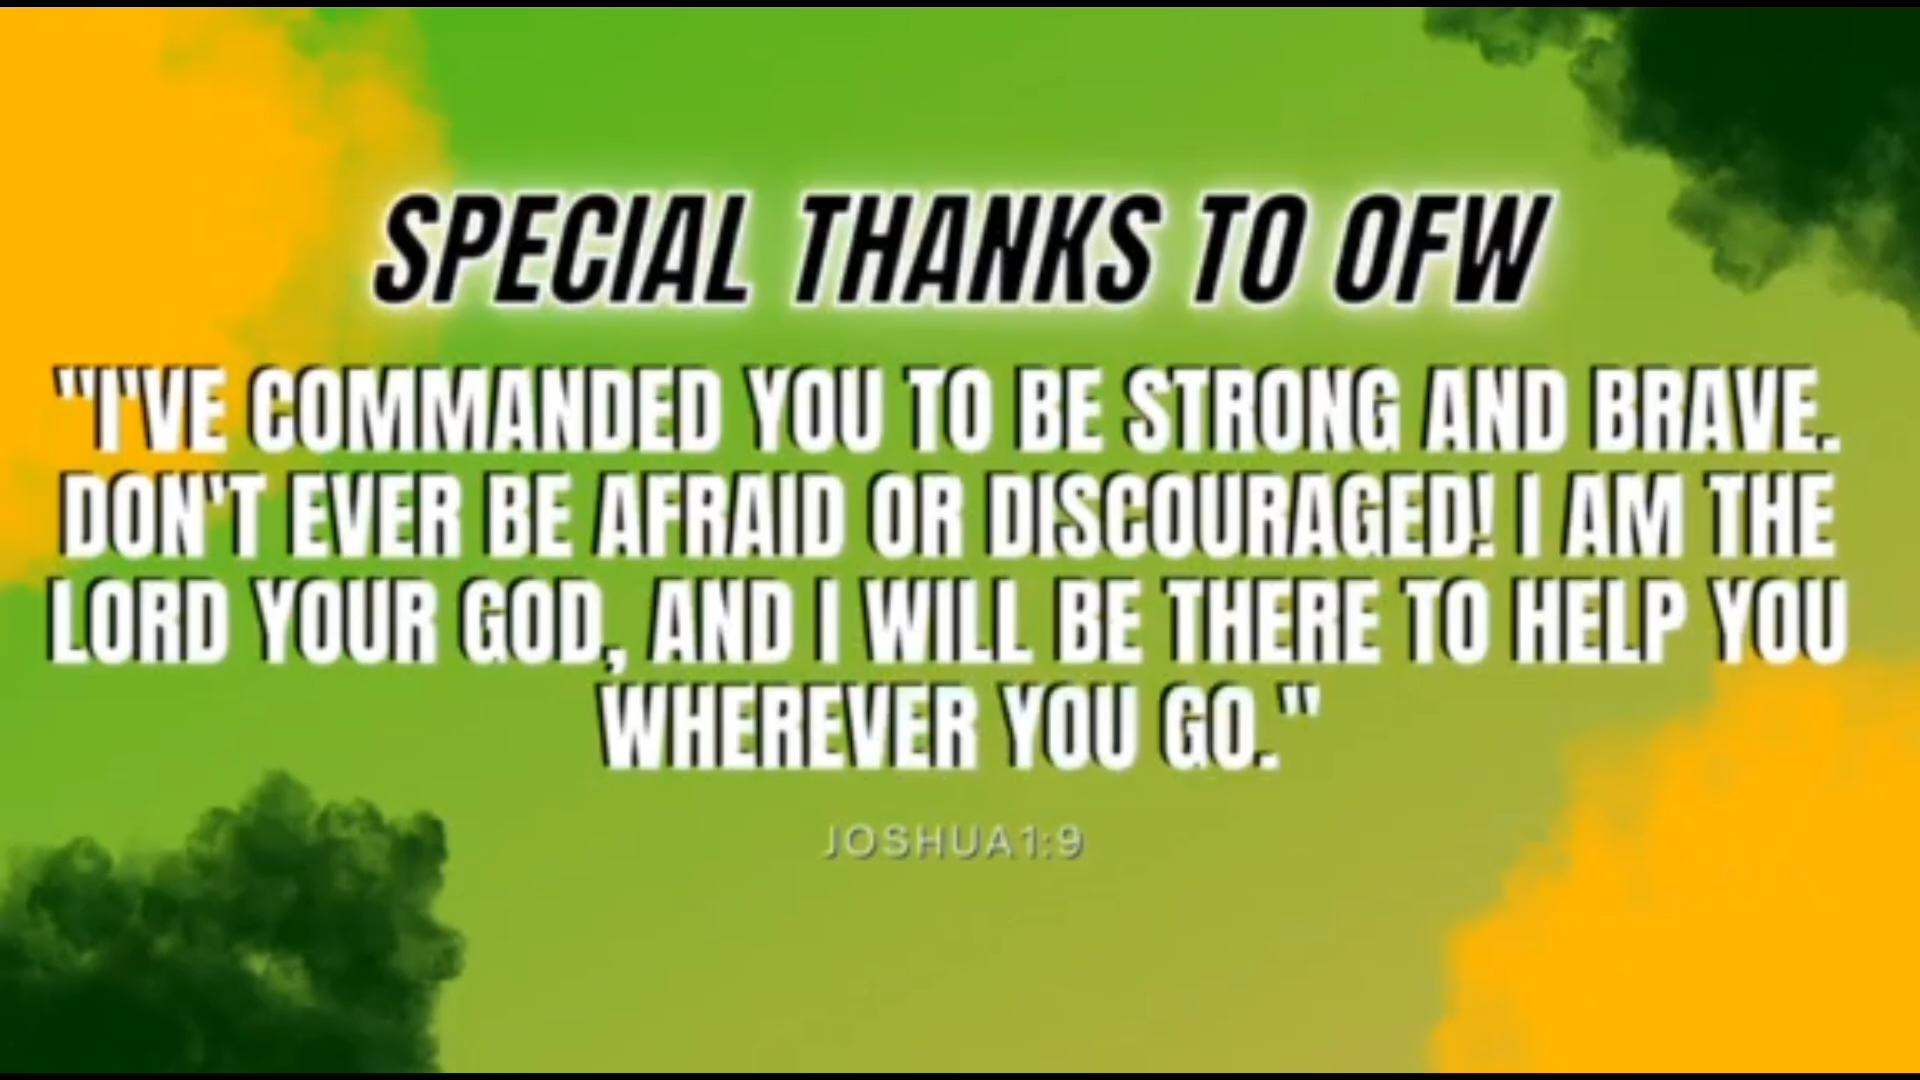 SPECIAL THANKS TO OFW
"I'VE COMMANDED YOU TO BE STRONG AND BRAVE.
DON'T EVER BE AFRAID OR DISCOURAGED! I AM THE
LORD YOUR GOD, AND I WILL BE THERE TO HELP YOU
WHEREVER YOU GO."
JOSHUA1:9